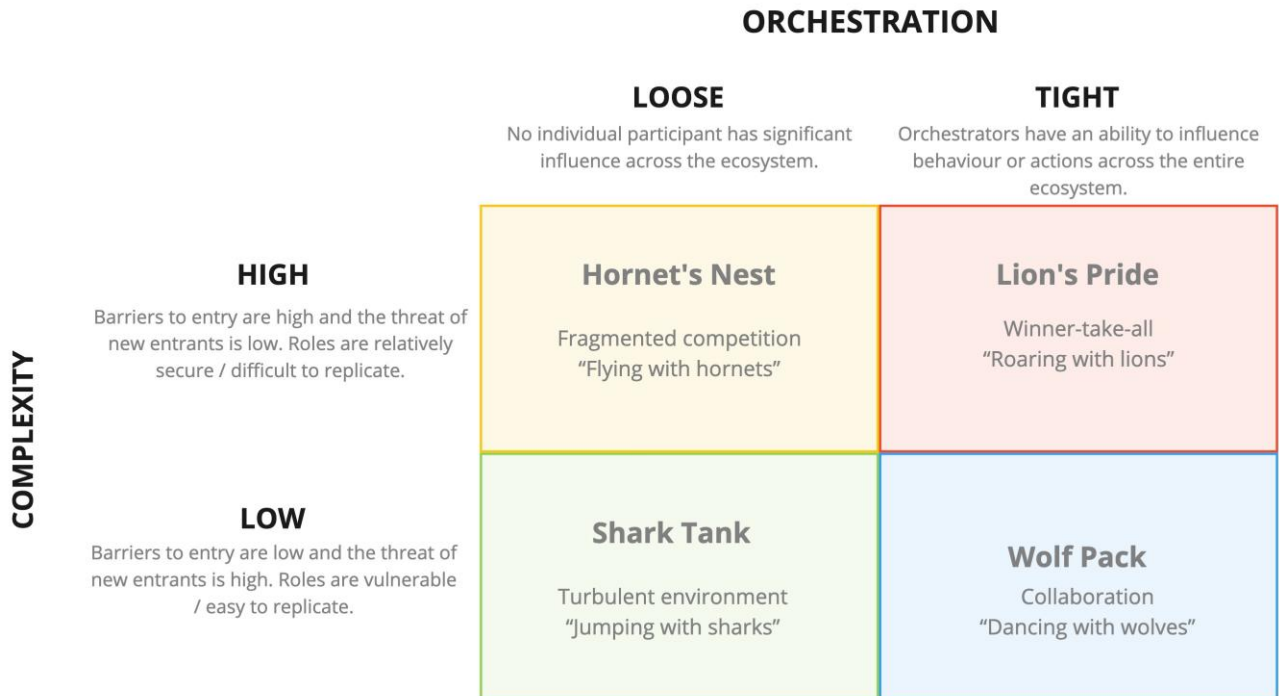 ORCHESTRATION
LOOSE
No individual participant has significant
influence across the ecosystem.
TIGHT
Orchestrators have an ability to influence
behaviour or actions across the entire
ecosystem.
COMPLEXITY
HIGH
Barriers to entry are high and the threat of
new entrants is low. Roles are relatively
secure / difficult to replicate.
Hornet's Nest
Fragmented competition
“Flying with hornets”
Lion's Pride
Winner-take-all
“Roaring with lions”
LOW
Barriers to entry are low and the threat of
new entrants is high. Roles are vulnerable
/ easy to replicate.
Shark Tank
Turbulent environment
“Jumping with sharks”
Wolf Pack
Collaboration
“Dancing with wolves”